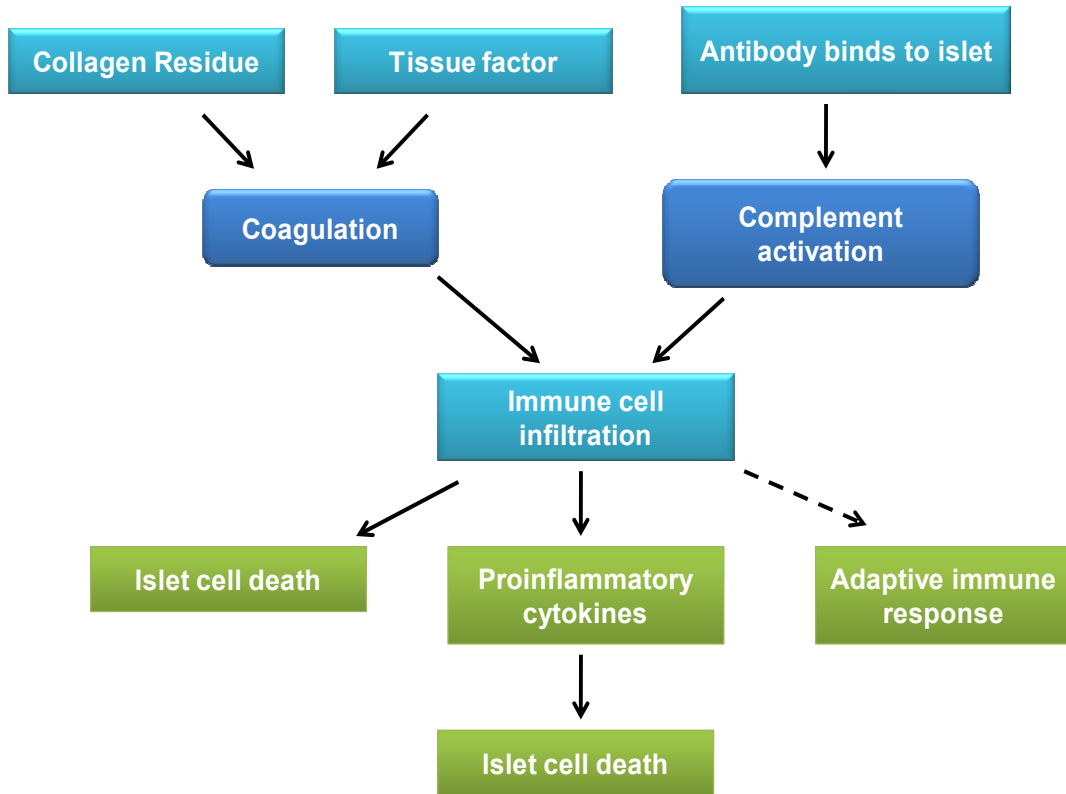 Collagen Residue
Tissue factor
Antibody binds to islet
Coagulation
Complement
activation
Immune cell
infiltration
Islet cell death
Proinflammatory
cytokines
Adaptive immune
response
Islet cell death